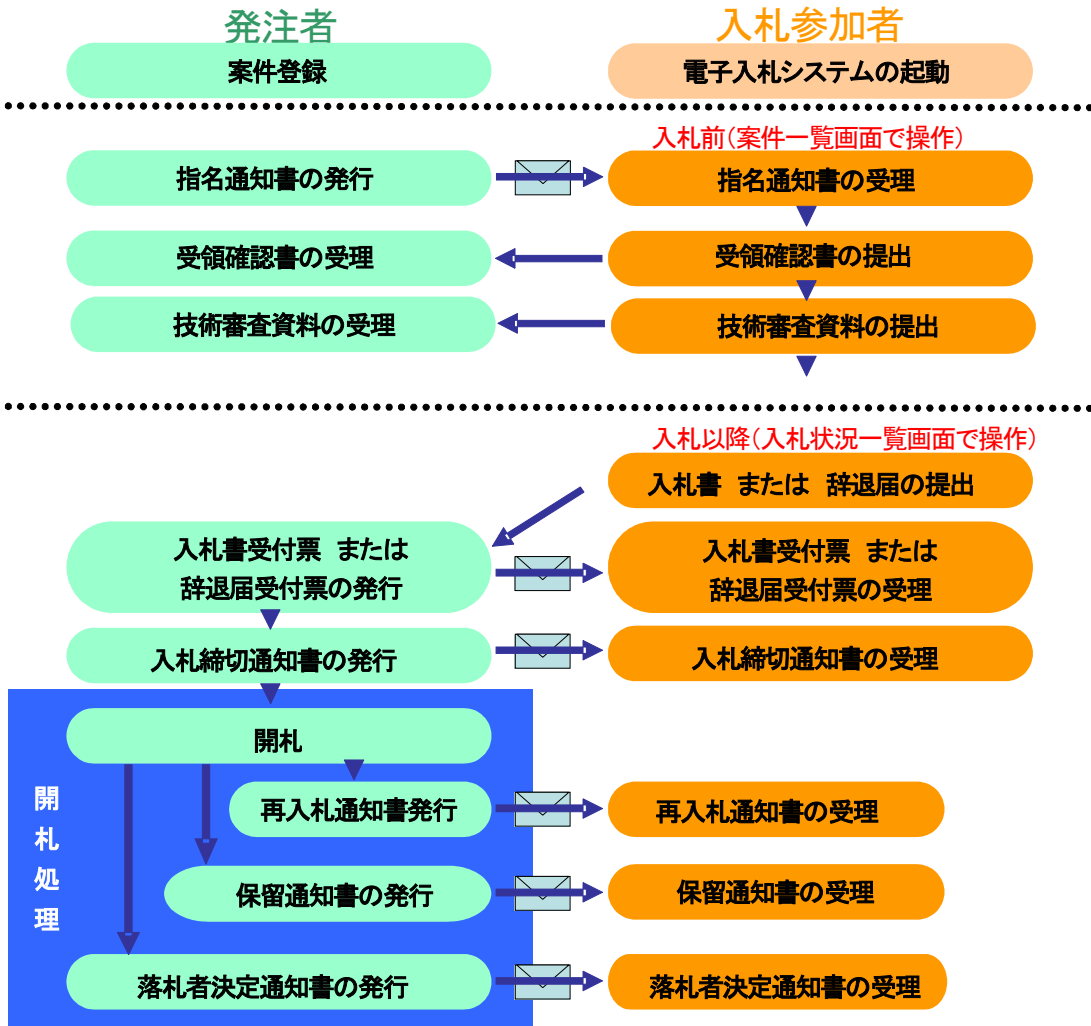 発注者
入札参加者
案件登録
電子入札システムの起動
入札前(案件一覧画面で操作)
指名通知書の発行
指名通知書の受理
受領確認書の受理
受領確認書の提出
技術審査資料の受理
技術審査資料の提出
入札以降(入札状況一覧画面で操作)
入札書 または 辞退届の提出
入札書受付票 または
辞退届受付票の発行
入札書受付票 または
辞退届受付票の受理
入札締切通知書の発行
入札締切通知書の受理
開札処理
開札
再入札通知書発行
再入札通知書の受理
保留通知書の発行
保留通知書の受理
落札者決定通知書の発行
落札者決定通知書の受理